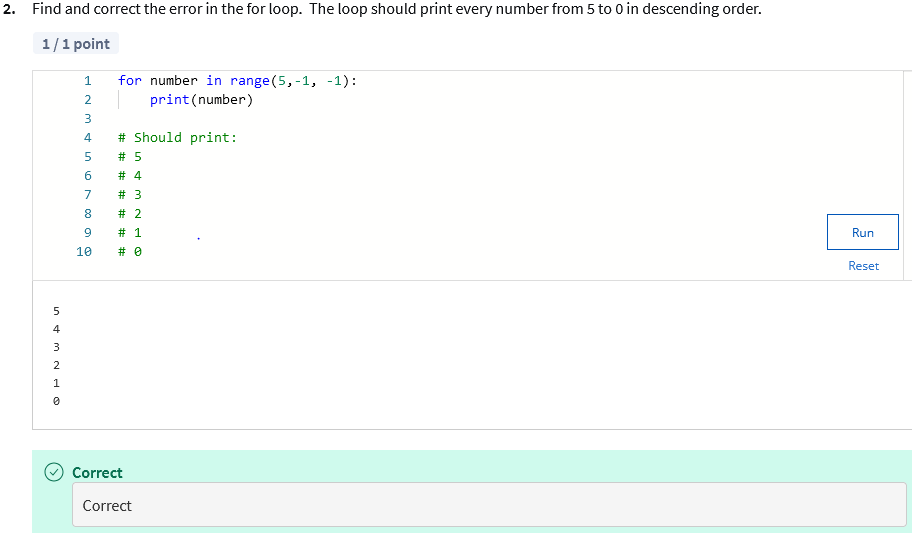 2. Find and correct the error in the for loop. The loop should print every number from 5 to 0 in descending order.
1 / 1 point
1 for number in range(5,-1, -1):
2     print(number)
3
4 # Should print:
5 # 5
6 # 4
7 # 3
8 # 2
9 # 1
10 # 0
Run
Reset
5
4
3
2
1
0
Correct
Correct